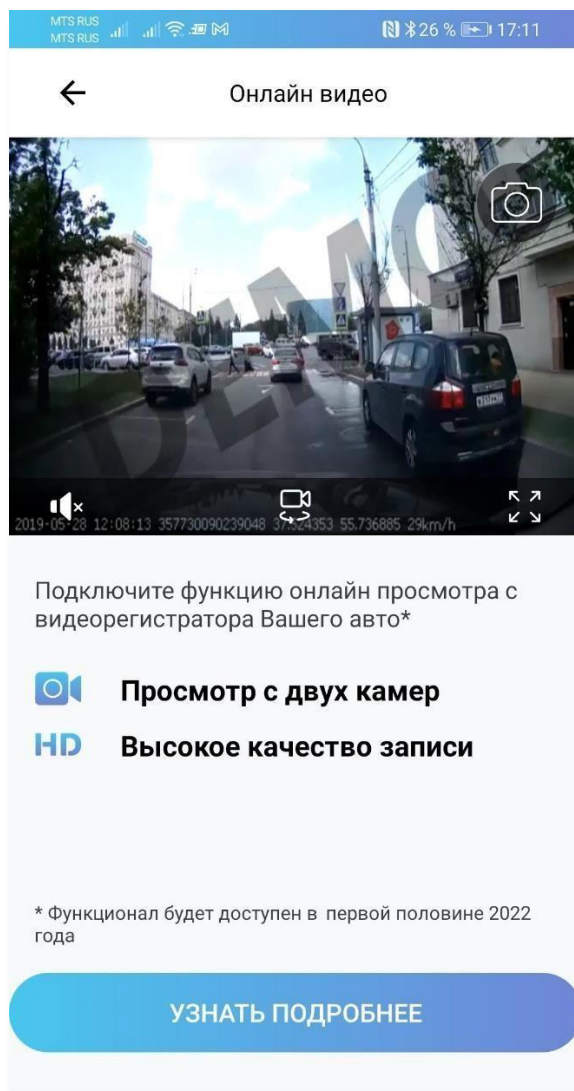 MTS RUS
MTS RUS
26 % 17:11
Онлайн видео
DEMO
2019-05-28 12:08:13 357730090239048 37.524353 55.736885 29km/h
Подключите функцию онлайн просмотра с
видеорегистратора Вашего авто*
Просмотр с двух камер
HD Высокое качество записи
* Функционал будет доступен в первой половине 2022
года
УЗНАТЬ ПОДРОБНЕЕ